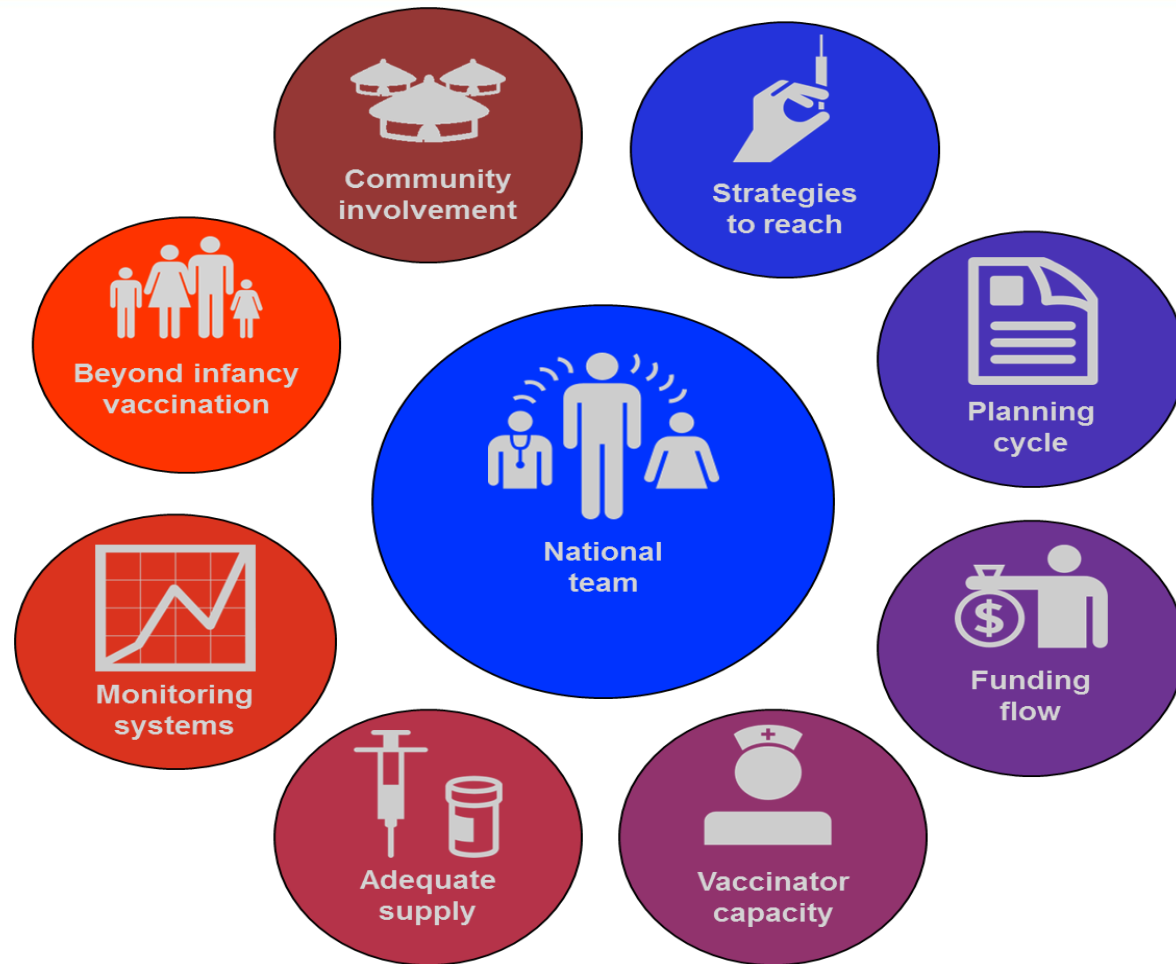 Community
involvement
Strategies
to reach
Beyond infancy
vaccination
Planning
cycle
National
team
Monitoring
systems
$
Funding
flow
Adequate
supply
Vaccinator
capacity